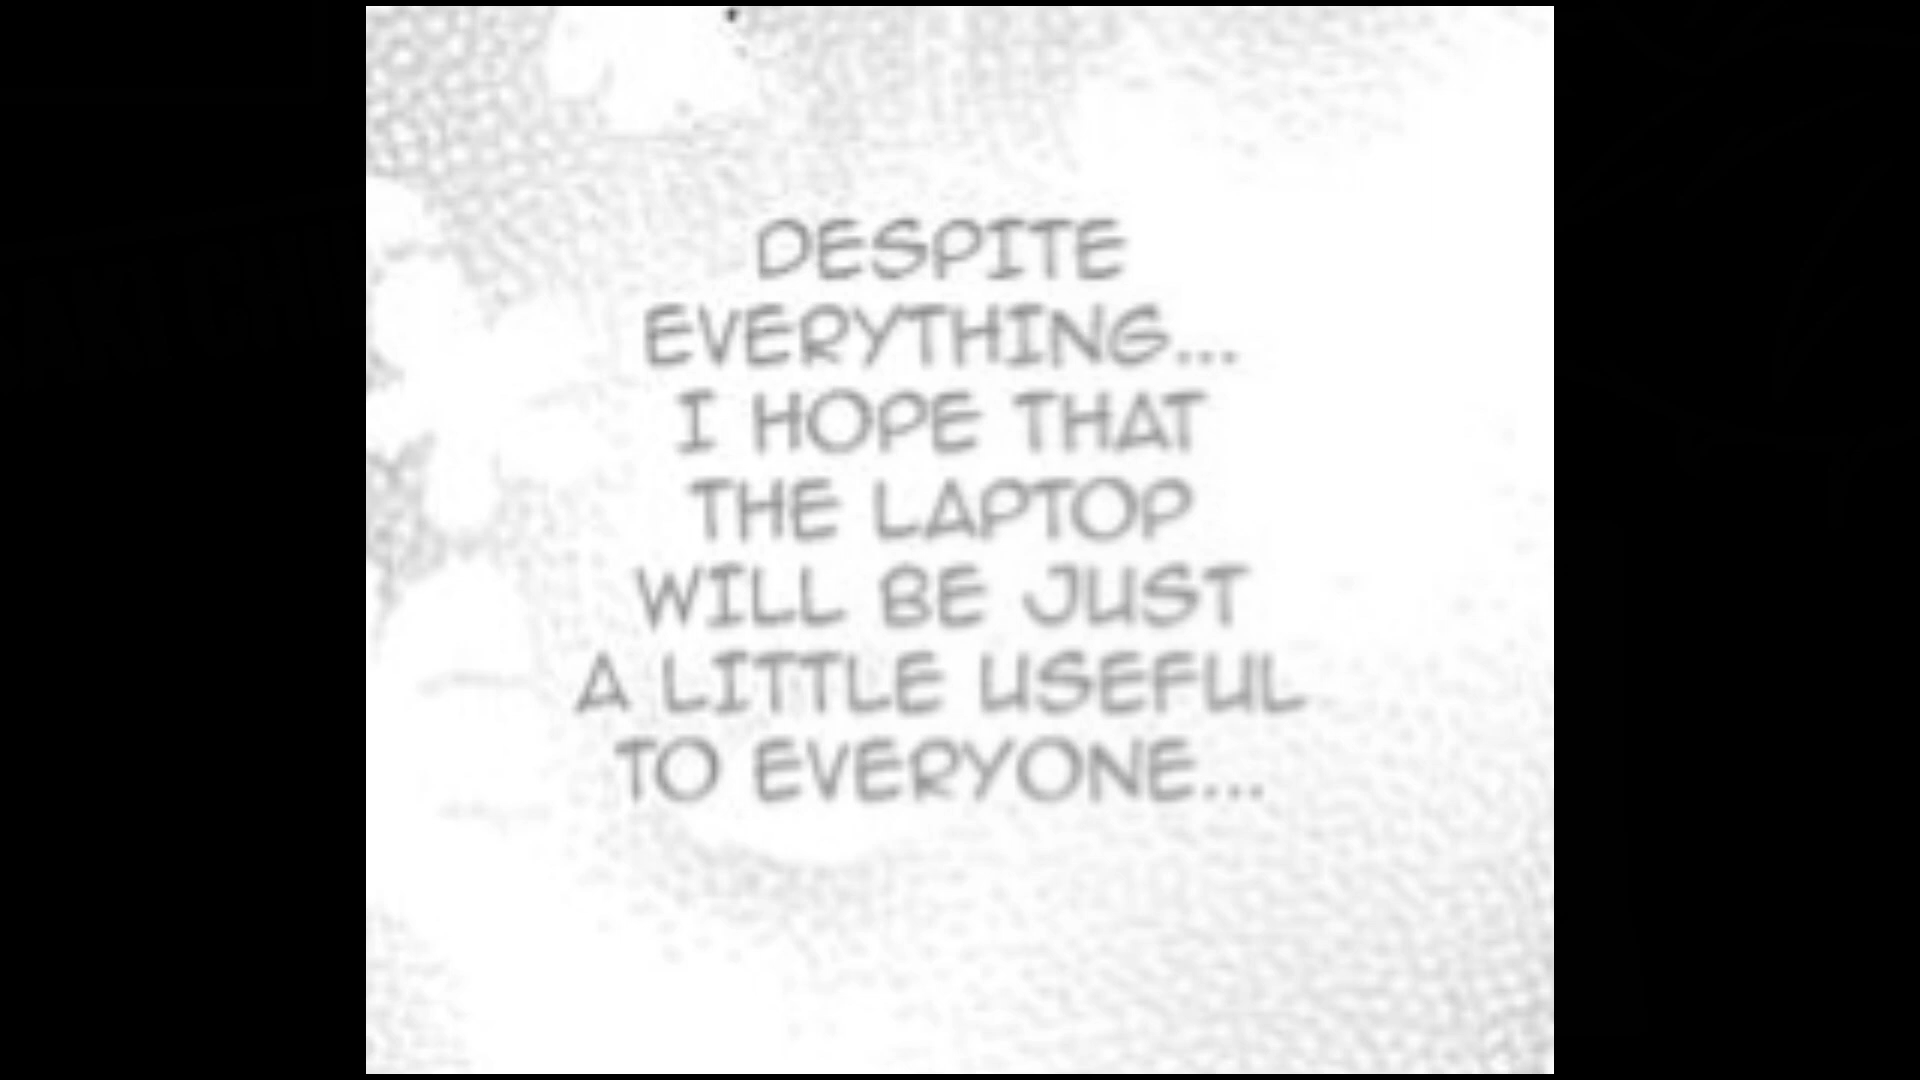 DESPITE
EVERYTHING...
I HOPE THAT
THE LAPTOP
WILL BE JUST
A LITTLE USEFUL
TO EVERYONE...